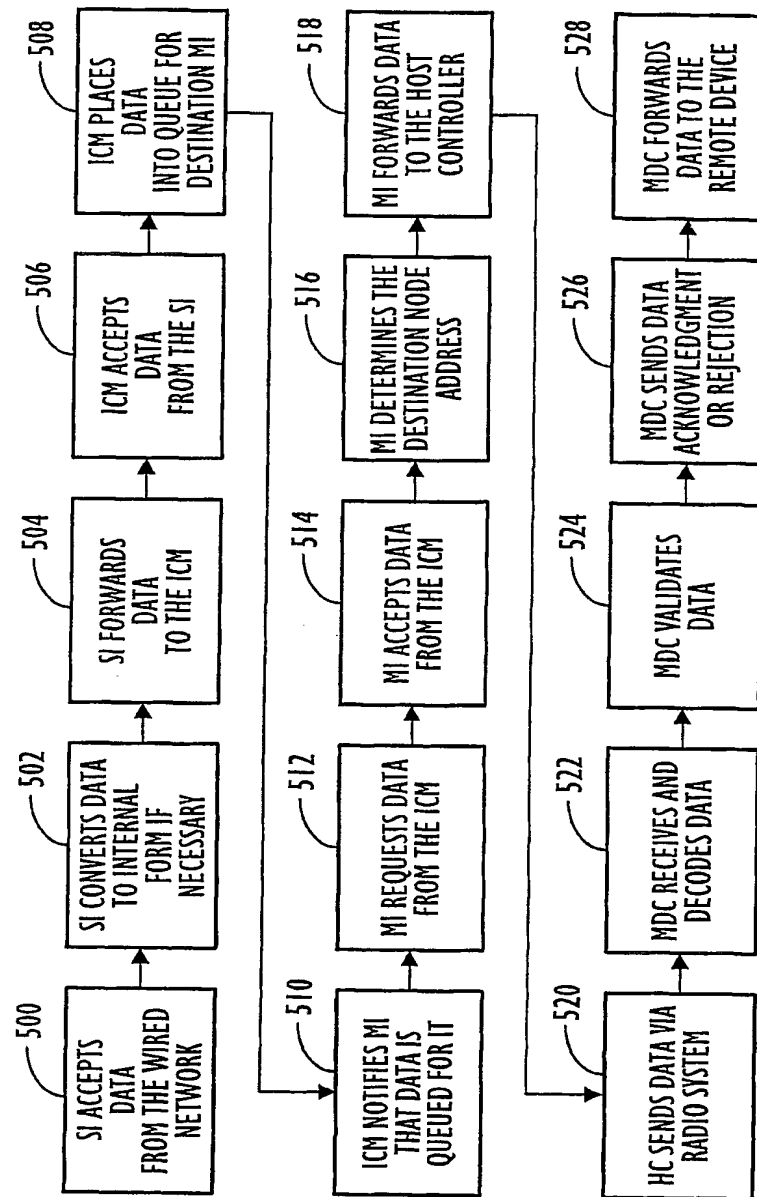 500
SI ACCEPTS
DATA
FROM THE WIRED
NETWORK
502
SI CONVERTS DATA
TO INTERNAL
FORM IF
NECESSARY
504
SI FORWARDS
DATA
TO THE ICM
506
ICM ACCEPTS
DATA
FROM THE SI
508
ICM PLACES
DATA
INTO QUEUE FOR
DESTINATION MI
510
ICM NOTIFIES MI
THAT DATA IS
QUEUED FOR IT
512
MI REQUESTS DATA
FROM THE ICM
514
MI ACCEPTS DATA
FROM THE ICM
516
MI DETERMINES THE
DESTINATION NODE
ADDRESS
518
MI FORWARDS DATA
TO THE HOST
CONTROLLER
520
HC SENDS DATA VIA
RADIO SYSTEM
522
MDC RECEIVES AND
DECODES DATA
524
MDC VALIDATES
DATA
526
MDC SENDS DATA
ACKNOWLEDGMENT
OR REJECTION
528
MDC FORWARDS
DATA TO THE
REMOTE DEVICE